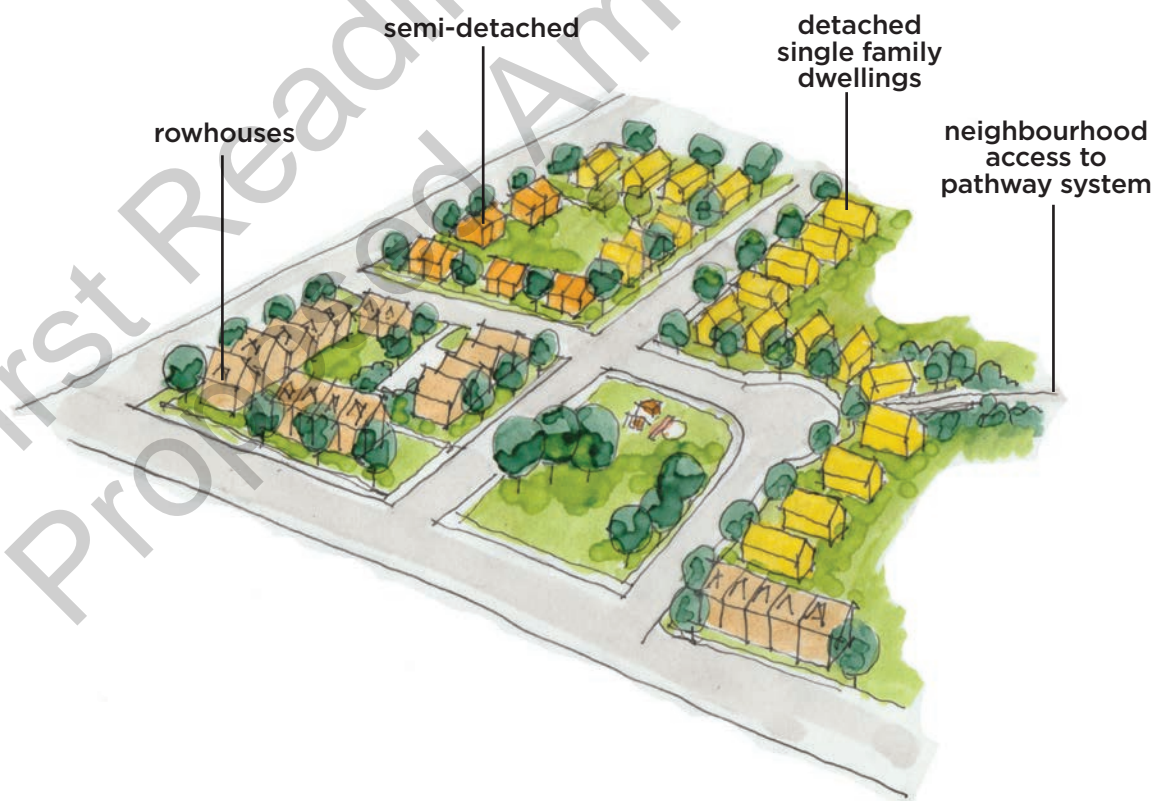 semi-detached
detached
single family
dwellings
rowhouses
neighbourhood
access to
pathway system